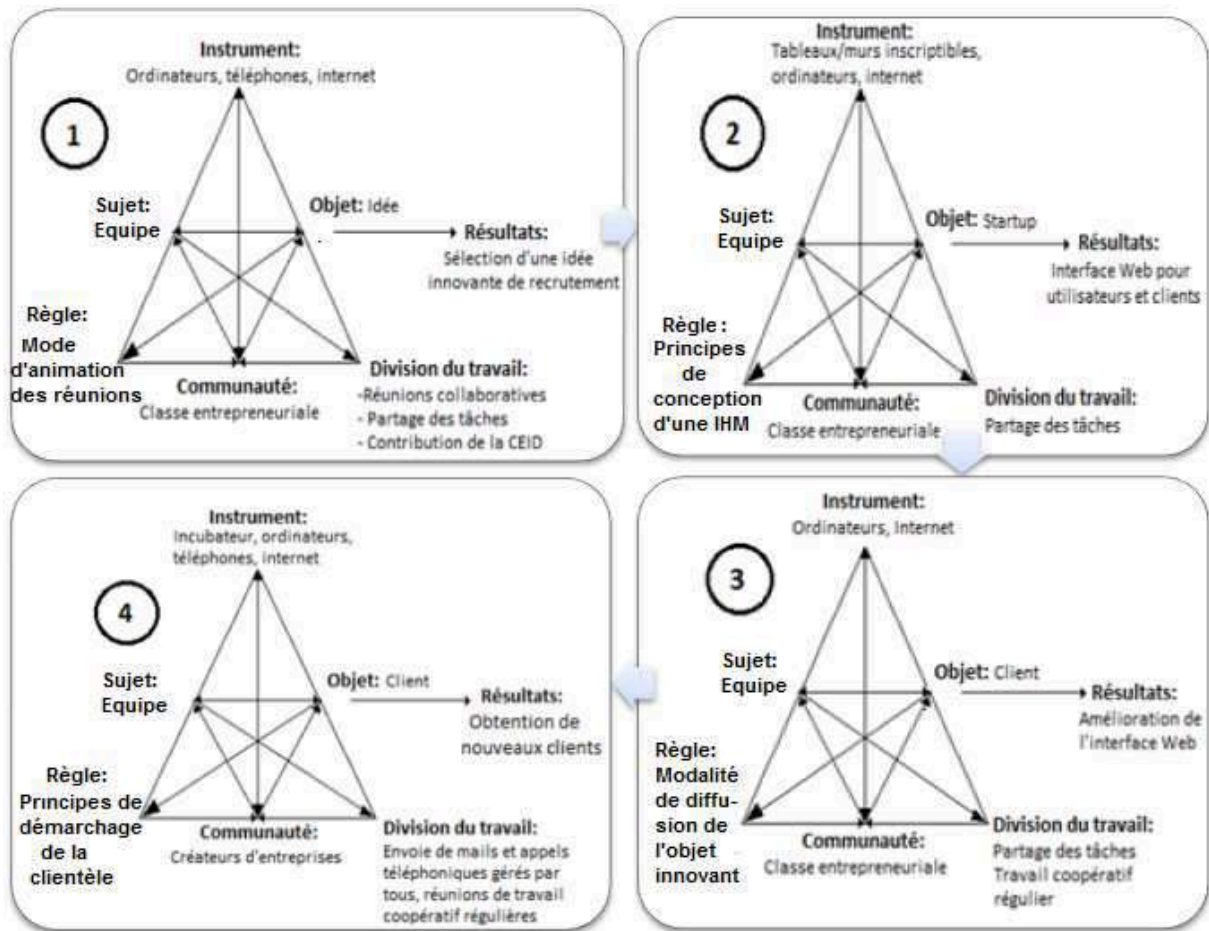 Instrument:
Ordinateurs, téléphones, internet
1
Sujet:
Equipe
Objet: Idée
Résultats:
Sélection d'une idée
innovante de recrutement
Règle:
Mode
d'animation
des réunions
Communauté:
Classe entrepreneuriale
Division du travail:
-Réunions collaboratives
- Partage des tâches
- Contribution de la CEID
Instrument:
Tableaux/murs inscriptibles,
ordinateurs, internet
2
Sujet:
Equipe
Objet: Startup
Résultats:
Interface Web pour
utilisateurs et clients
Règle :
Principes
de
conception
d'une IHM
Communauté:
Classe entrepreneuriale
Division du travail:
Partage des tâches
Instrument:
Ordinateurs, Internet
3
Sujet:
Equipe
Objet: Client
Résultats:
Amélioration de
l'interface Web
Règle:
Modalité
de diffu-
sion de
l'objet
innovant
Communauté:
Classe entrepreneuriale
Division du travail:
Partage des tâches
Travail coopératif
régulier
Instrument:
Incubateur, ordinateurs,
téléphones, internet
4
Sujet:
Equipe
Objet: Client
Résultats:
Obtention de
nouveaux clients
Règle:
Principes de
démarchage
de la
clientèle
Communauté:
Créateurs d'entreprises
Division du travail:
Envoie de mails et appels
téléphoniques gérés par
tous, réunions de travail
coopératif régulières